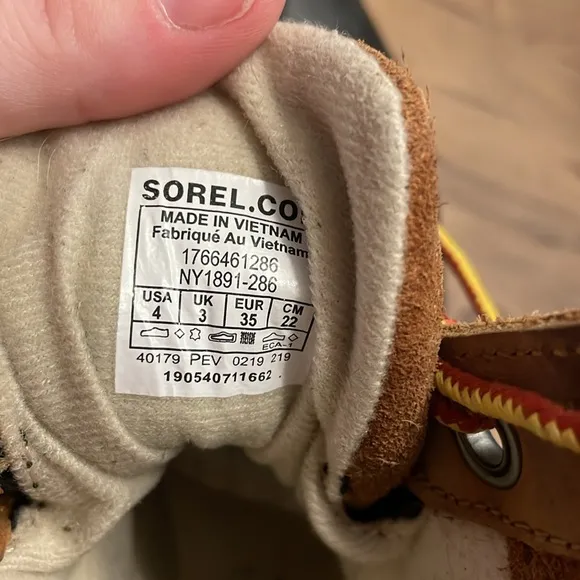 SOREL.CO
MADE IN VIETNAM
Fabriqué Au Vietnam
1766461286
NY1891-286
USA UK EUR CM
4 3 35 22
ECA-1
40179 PEV 0219 219
190540711662